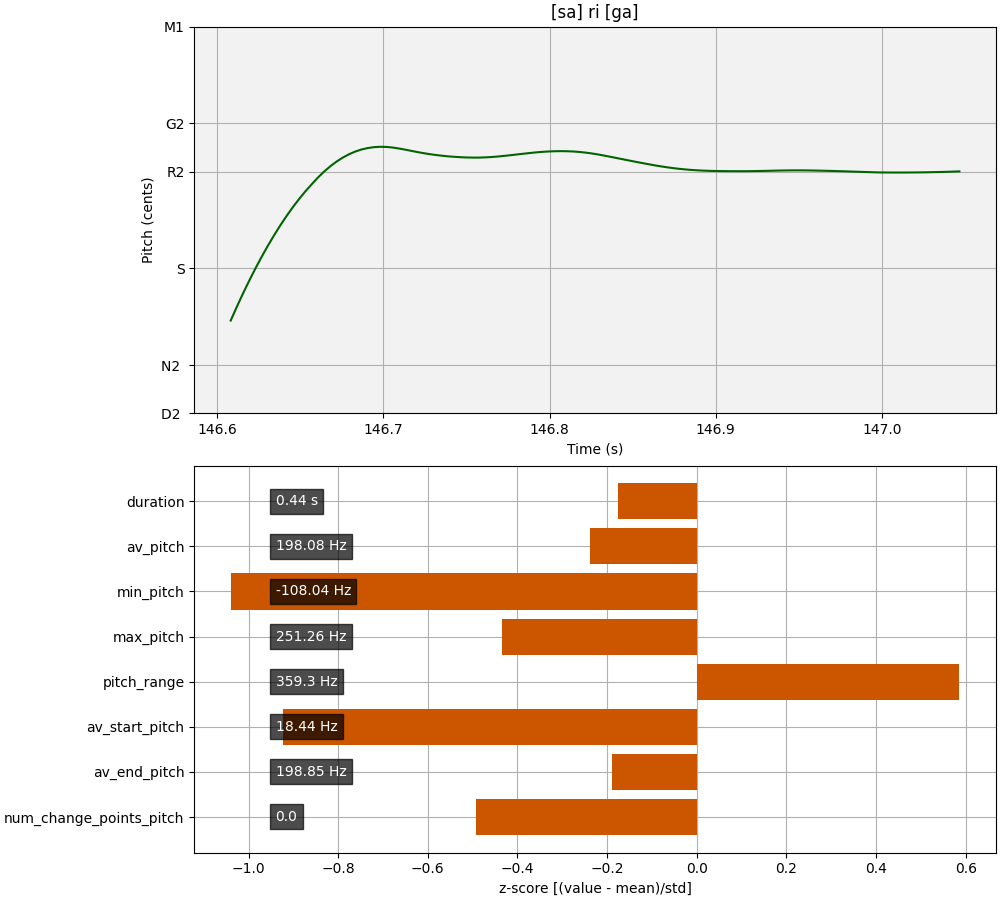 [sa] ri [ga]
M1
G2
R2
S
N2
D2
Pitch (cents)
146.6 146.7 146.8 146.9 147.0
Time (s)
duration 0.44 s
av_pitch 198.08 Hz
min_pitch -108.04 Hz
max_pitch 251.26 Hz
pitch_range 359.3 Hz
av_start_pitch 18.44 Hz
av_end_pitch 198.85 Hz
num_change_points_pitch 0.0
−1.0 −0.8 −0.6 −0.4 −0.2 0.0 0.2 0.4 0.6
z-score [(value - mean)/std]